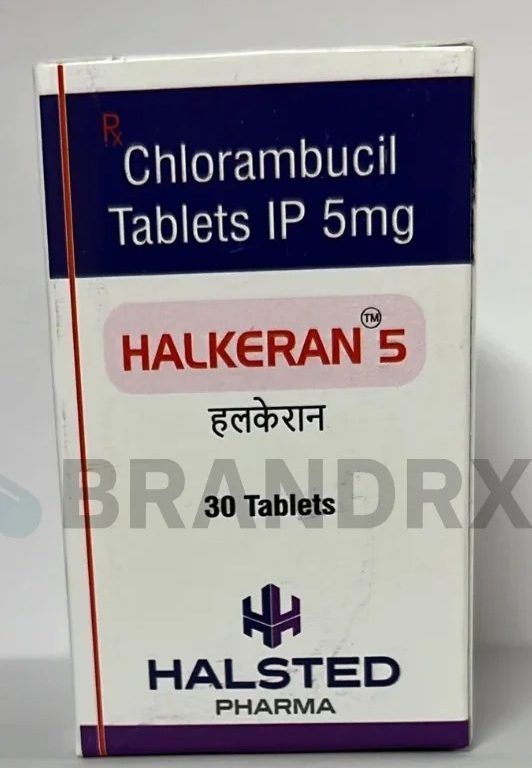 Rx
Chlorambucil
Tablets IP 5mg
HALKERAN™ 5
हलकेरान
BRANDRX
30 Tablets
HALSTED
PHARMA